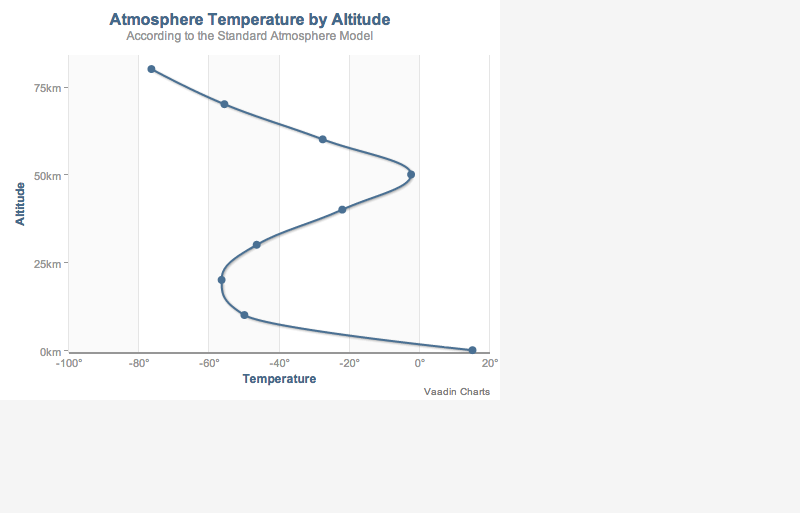 Atmosphere Temperature by Altitude
According to the Standard Atmosphere Model
75km
50km
25km
0km
Altitude
-100° -80° -60° -40° -20° 0° 20°
Temperature
Vaadin Charts